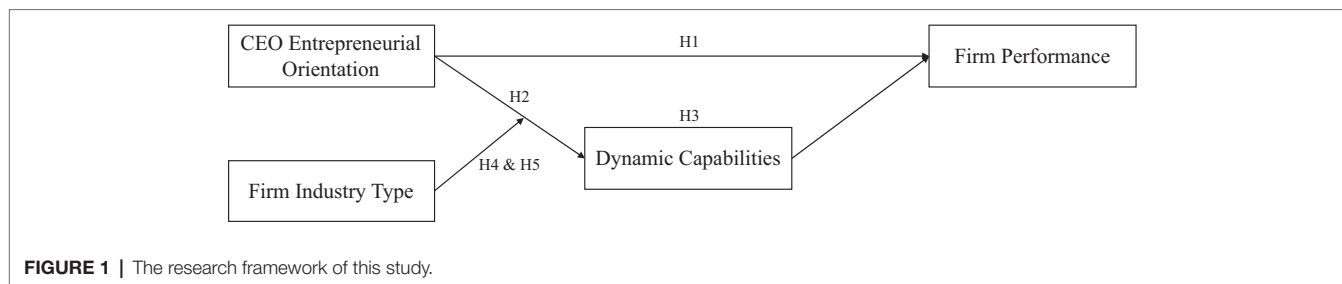 CEO Entrepreneurial
Orientation
H1
Firm Performance
H2
H3
Dynamic Capabilities
H4 & H5
Firm Industry Type
FIGURE 1 | The research framework of this study.